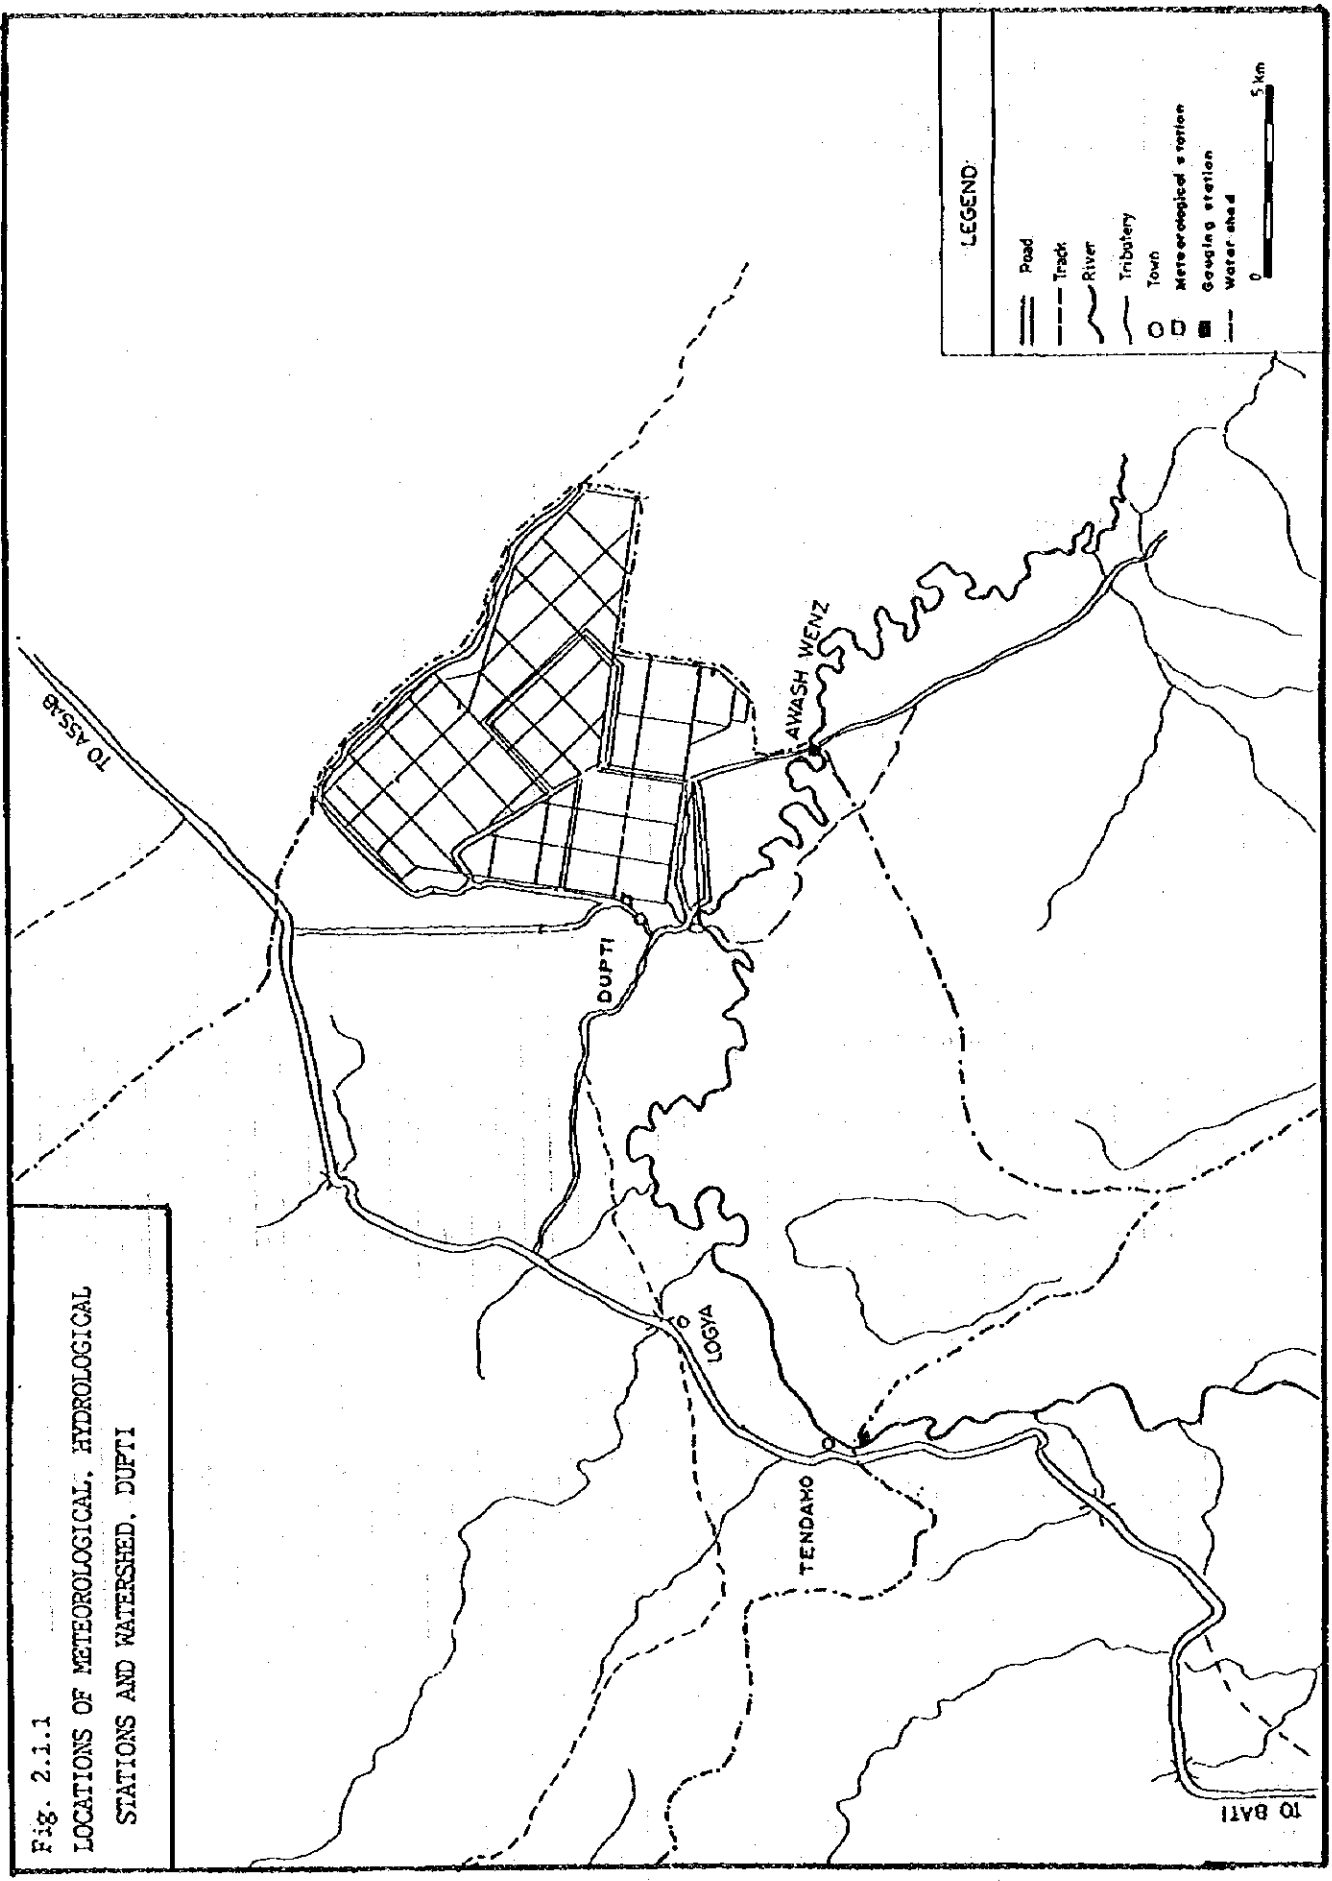 Fig. 2.1.1
LOCATIONS OF METEOROLOGICAL, HYDROLOGICAL
STATIONS AND WATERSHED, DUPTI
TO ASSAB
DUPTI
AWASH WENZ
LOGYA
TENDAHO
TO BATI
LEGEND
Road
Track
River
Tributery
Town
Meteorological station
Gauging station
Water shed
0 5 km